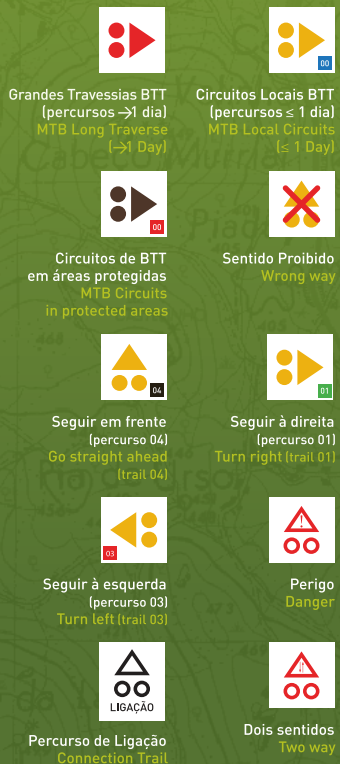 Grandes Travessias BTT
(percursos →1 dia)
MTB Long Traverse
(→1 Day)
00
Circuitos Locais BTT
(percursos ≤ 1 dia)
MTB Local Circuits
(≤ 1 Day)
00
Circuitos de BTT
em áreas protegidas
MTB Circuits
in protected areas
Sentido Proibido
Wrong way
04
Seguir em frente
(percurso 04)
Go straight ahead
(trail 04)
01
Seguir à direita
(percurso 01)
Turn right (trail 01)
03
Seguir à esquerda
(percurso 03)
Turn left (trail 03)
Perigo
Danger
LIGAÇÃO
Percurso de Ligação
Connection Trail
Dois sentidos
Two way